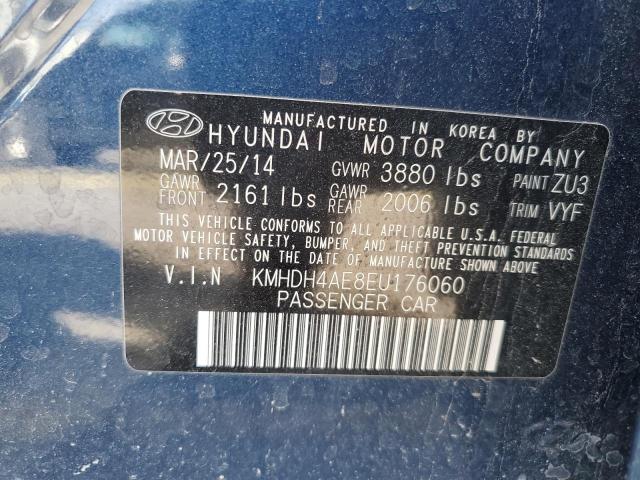 MANUFACTURED IN KOREA BY
HYUNDAI MOTOR COMPANY
MAR/25/14 GVWR 3880 lbs PAINT ZU3
GAWR FRONT 2161 lbs GAWR REAR 2006 lbs TRIM VYF
THIS VEHICLE CONFORMS TO ALL APPLICABLE U.S.A. FEDERAL
MOTOR VEHICLE SAFETY, BUMPER, AND THEFT PREVENTION STANDARDS
IN EFFECT ON THE DATE OF MANUFACTURE SHOWN ABOVE.
V.I.N KMHDH4AE8EU176060
PASSENGER CAR